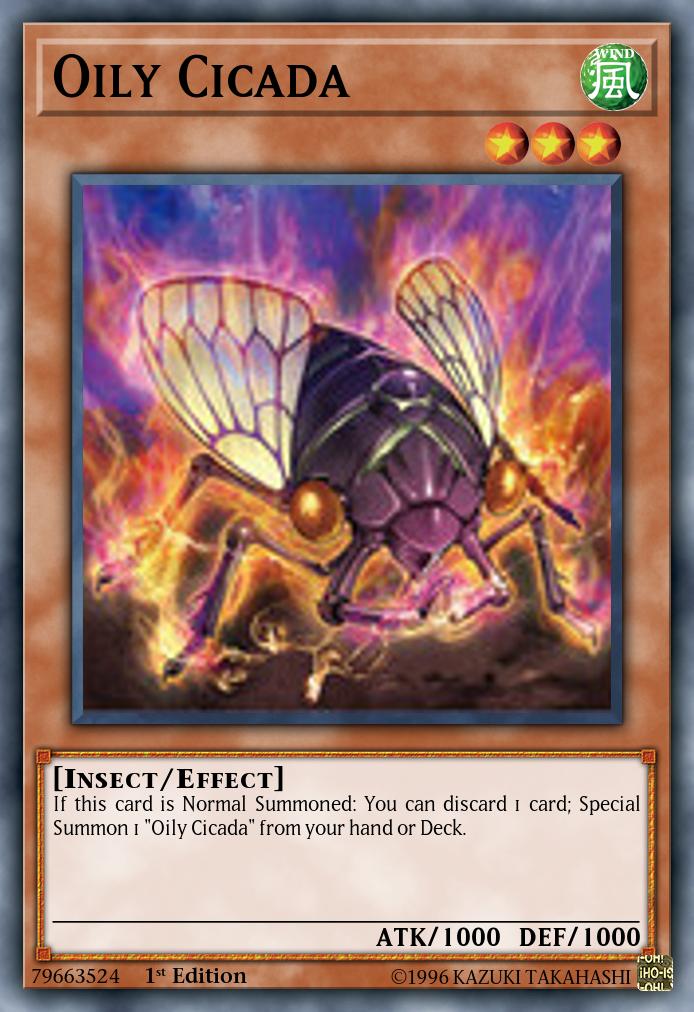 OILY CICADA
WIND
風
[INSECT/EFFECT]
If this card is Normal Summoned: You can discard 1 card; Special
Summon 1 "Oily Cicada" from your hand or Deck.
ATK/1000 DEF/1000
79663524 1st Edition ©1996 KAZUKI TAKAHASHI